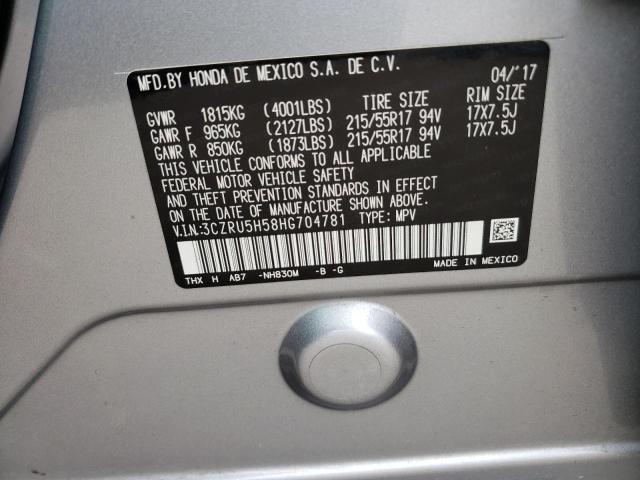 MFD.BY HONDA DE MEXICO S.A. DE C.V. 04/'17
GVWR 1815KG (4001LBS) TIRE SIZE RIM SIZE
GAWR F 965KG (2127LBS) 215/55R17 94V 17X7.5J
GAWR R 850KG (1873LBS) 215/55R17 94V 17X7.5J
THIS VEHICLE CONFORMS TO ALL APPLICABLE
FEDERAL MOTOR VEHICLE SAFETY
AND THEFT PREVENTION STANDARDS IN EFFECT
ON THE DATE OF MANUFACTURE SHOWN ABOVE.
V.I.N.:3CZRU5H58HG704781 TYPE: MPV
THX H AB7 -NH830M -B -G MADE IN MEXICO